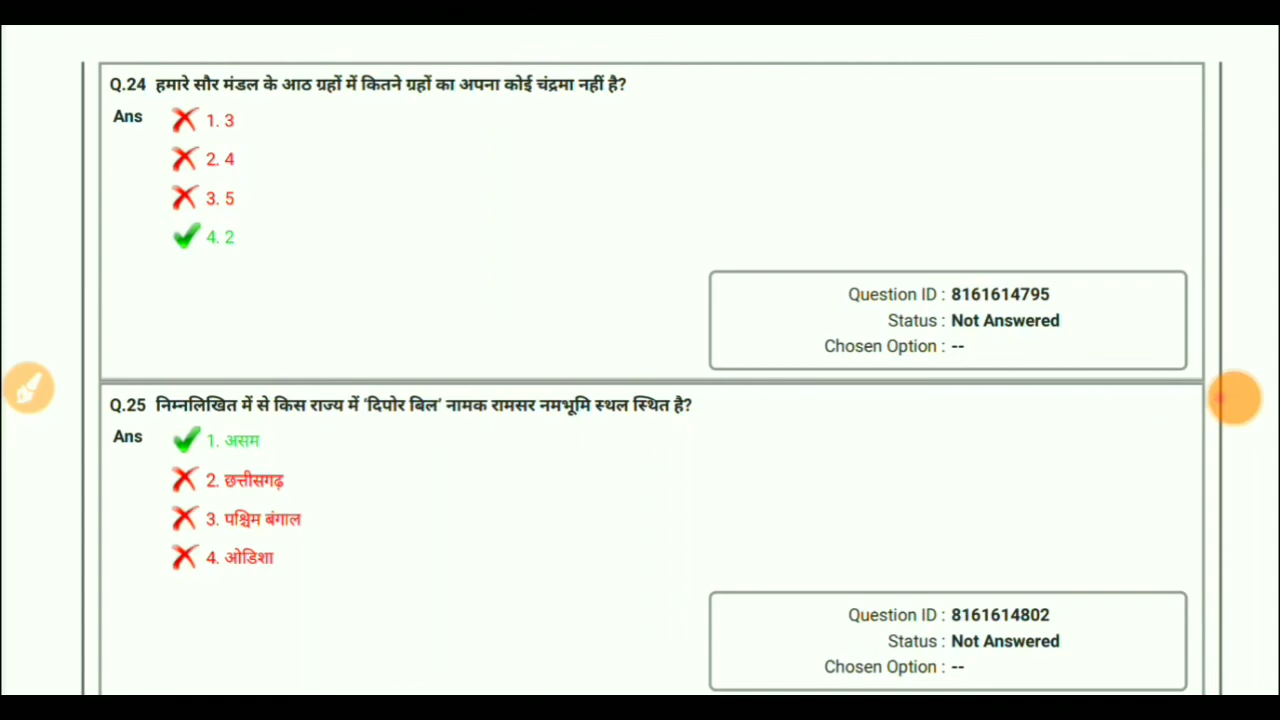 Q.24 हमारे सौर मंडल के आठ ग्रहों में कितने ग्रहों का अपना कोई चंद्रमा नहीं है?
Ans 1. 3
2. 4
3. 5
4. 2
Question ID : 8161614795
Status : Not Answered
Chosen Option : --
Q.25 निम्नलिखित में से किस राज्य में 'दिपोर बिल' नामक रामसर नमभूमि स्थल स्थित है?
Ans 1. असम
2. छत्तीसगढ़
3. पश्चिम बंगाल
4. ओडिशा
Question ID : 8161614802
Status : Not Answered
Chosen Option : --